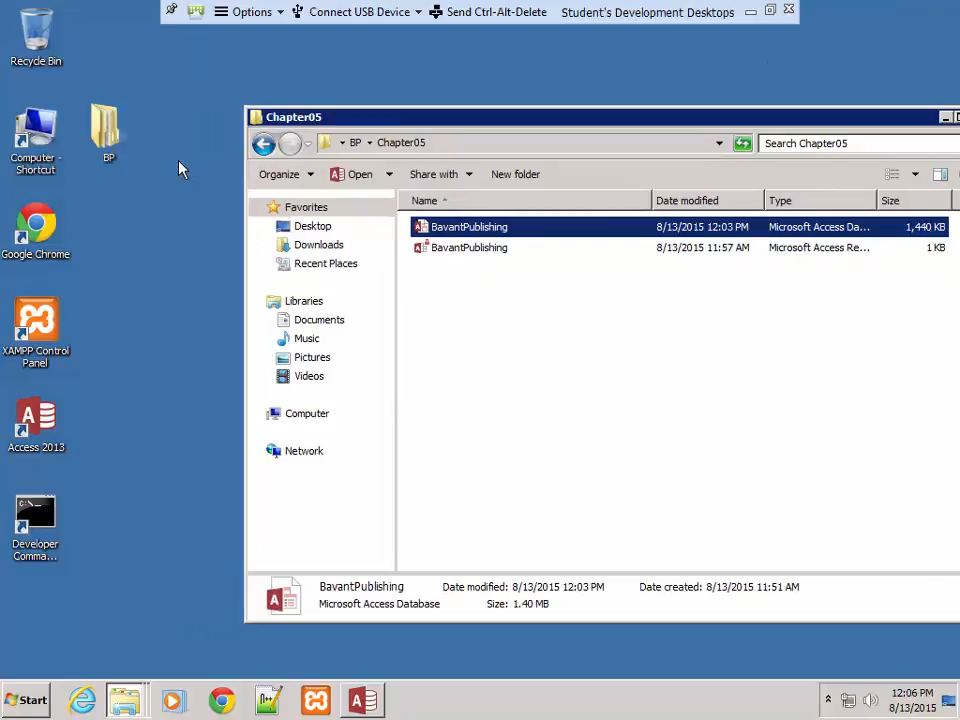 Options Connect USB Device Send Ctrl-Alt-Delete Student's Development Desktops
Recycle Bin
Computer -
Shortcut
BP
Google Chrome
XAMPP Control
Panel
Access 2013
C:\_
Developer
Comma...
Chapter05
BP Chapter05 Search Chapter05
Organize Open Share with New folder
Favorites
Desktop
Downloads
Recent Places
Libraries
Documents
Music
Pictures
Videos
Computer
Network
Name Date modified Type Size
BavantPublishing 8/13/2015 12:03 PM Microsoft Access Da... 1,440 KB
BavantPublishing 8/13/2015 11:57 AM Microsoft Access Re... 1 KB
BavantPublishing Date modified: 8/13/2015 12:03 PM Date created: 8/13/2015 11:51 AM
Microsoft Access Database Size: 1.40 MB
Start
12:06 PM
8/13/2015